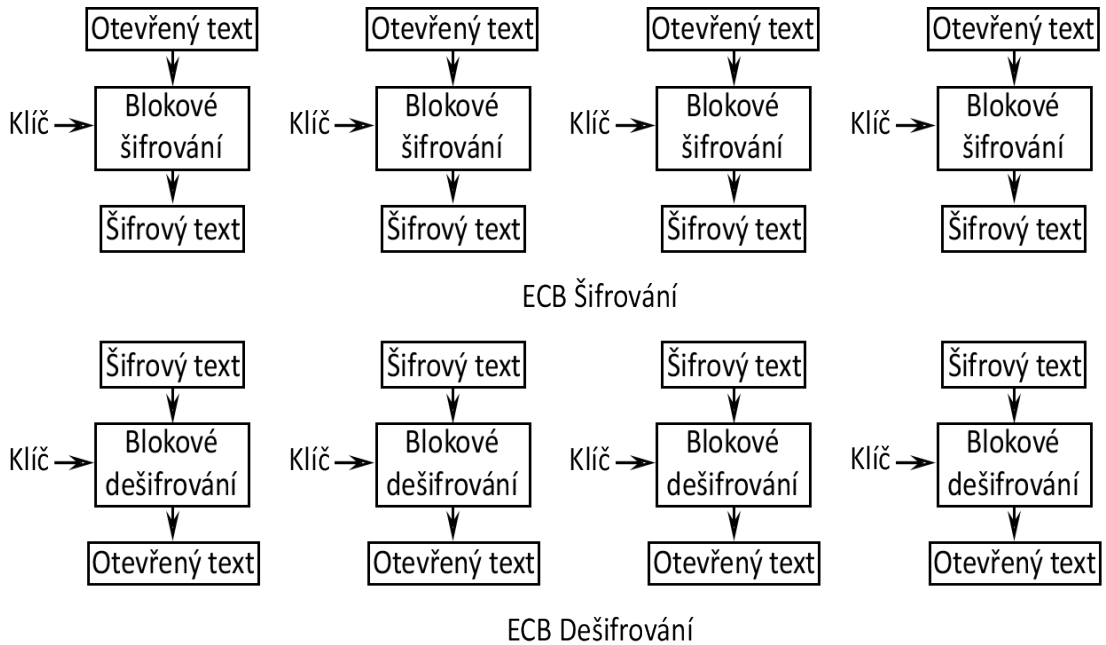 Otevřený text Otevřený text Otevřený text Otevřený text
Klíč Blokové Klíč Blokové Klíč Blokové Klíč Blokové
šifrování šifrování šifrování šifrování
Šifrový text Šifrový text Šifrový text Šifrový text
ECB Šifrování
Šifrový text Šifrový text Šifrový text Šifrový text
Klíč Blokové Klíč Blokové Klíč Blokové Klíč Blokové
dešifrování dešifrování dešifrování dešifrování
Otevřený text Otevřený text Otevřený text Otevřený text
ECB Dešifrování